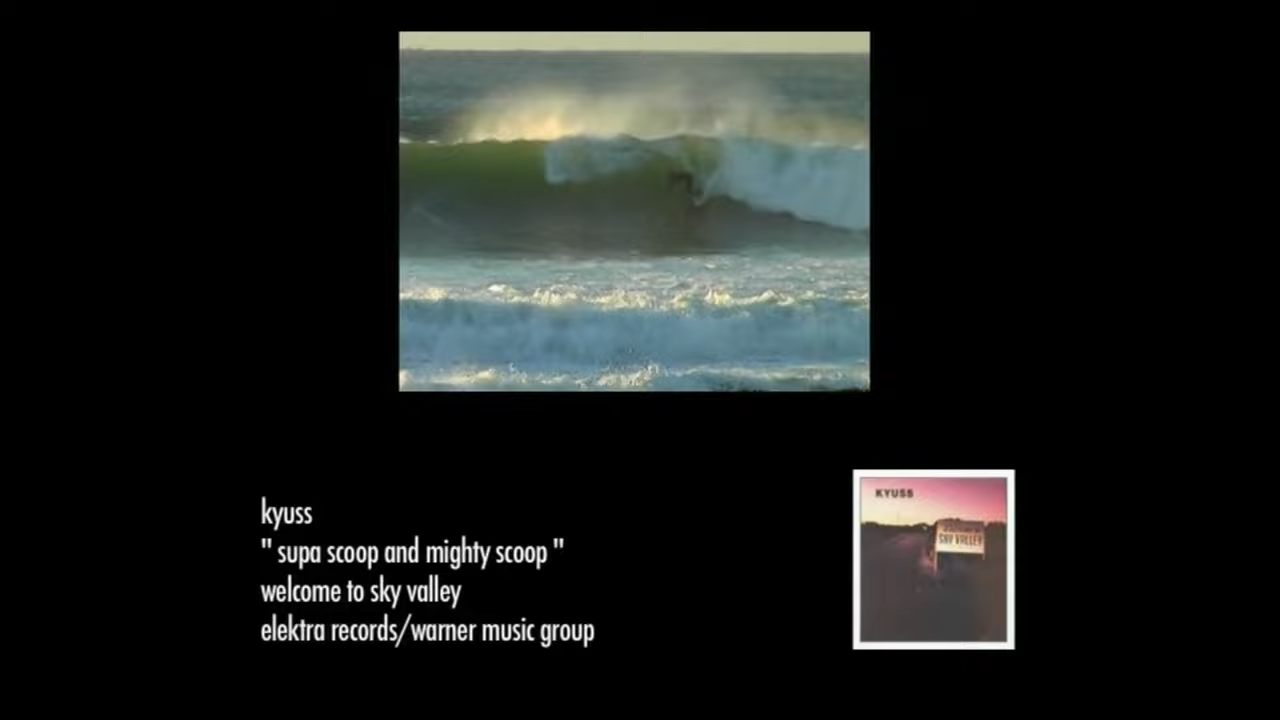 kyuss
" supa scoop and mighty scoop "
welcome to sky valley
elektra records/warner music group
KYUSS
SKY VALLEY